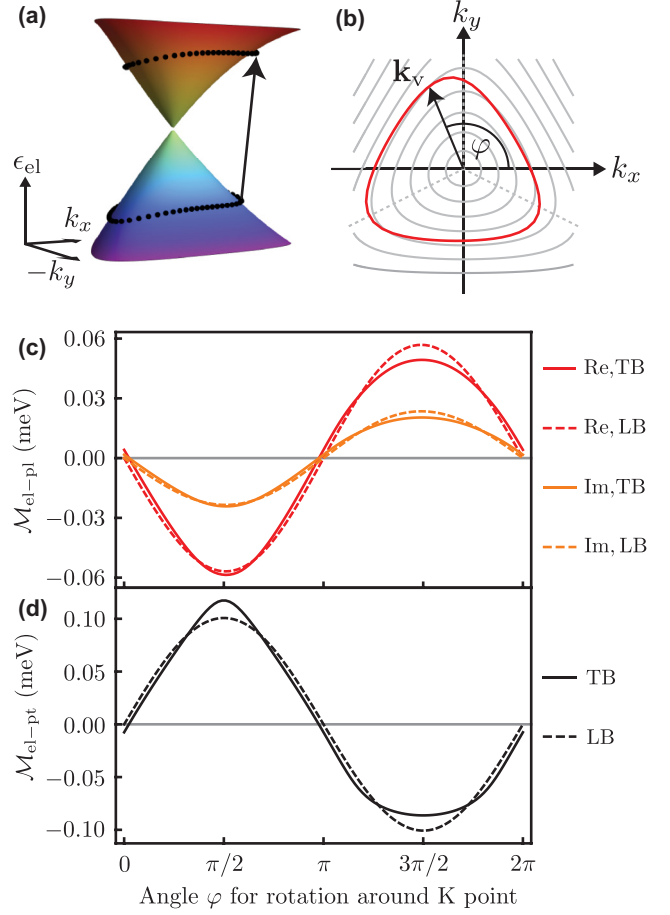 (a)
ϵel
kx
−ky
(b)
ky
kv
φ
kx
(c)
0.06
0.03
0.00
−0.03
−0.06
Mel−pl (meV)
Re,TB
Re, LB
Im,TB
Im, LB
(d)
0.10
0.05
0.00
−0.05
−0.10
Mel−pt (meV)
TB
LB
0 π/2 π 3π/2 2π
Angle φ for rotation around K point